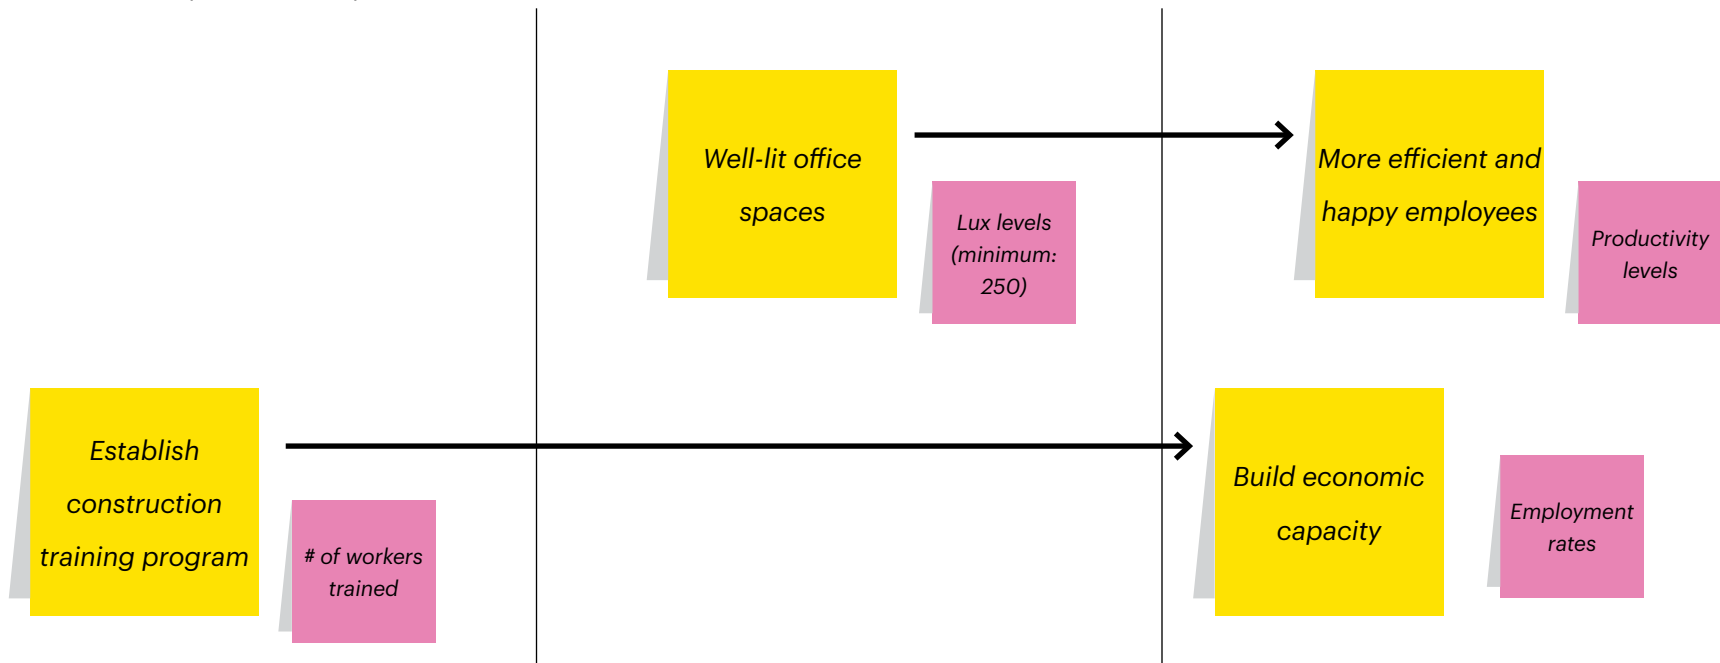 Well-lit office
spaces
Lux levels
(minimum:
250)
More efficient and
happy employees
Productivity
levels
Establish
construction
training program
# of workers
trained
Build economic
capacity
Employment
rates